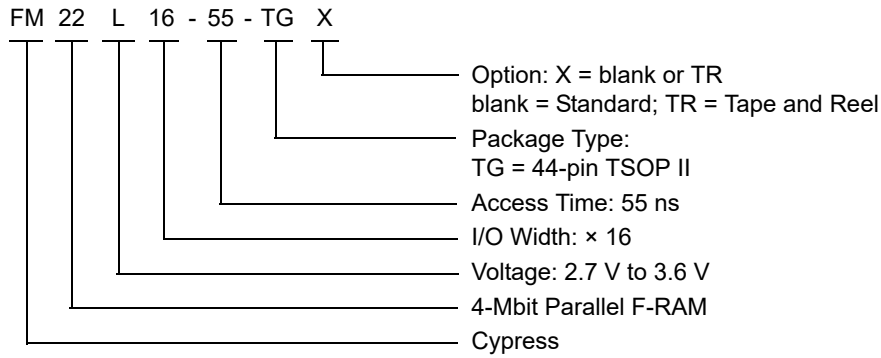 FM 22 L 16 - 55 - TG X
Option: X = blank or TR
blank = Standard; TR = Tape and Reel
Package Type:
TG = 44-pin TSOP II
Access Time: 55 ns
I/O Width: × 16
Voltage: 2.7 V to 3.6 V
4-Mbit Parallel F-RAM
Cypress